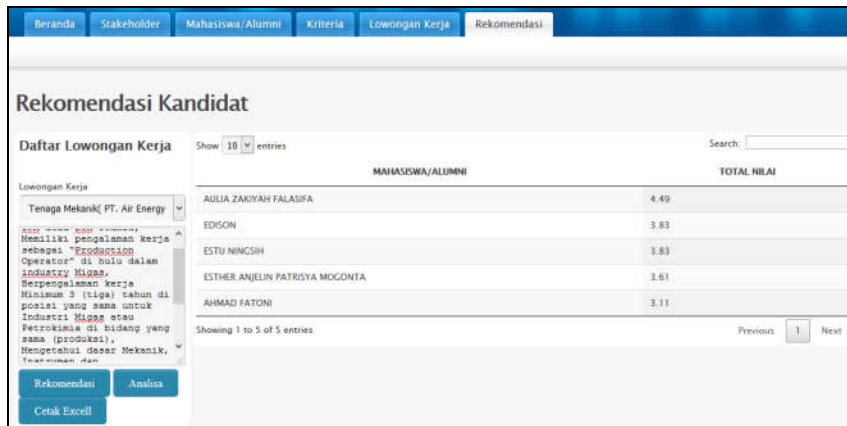 Beranda Stakeholder Mahasiswa/Alumni Kriteria Lowongan Kerja Rekomendasi
Rekomendasi Kandidat
Daftar Lowongan Kerja
Lowongan Kerja
Tenaga Mekanik( PT. Air Energy
Memiliki pengalaman kerja
sebagai "Production
Operator" di hulu dalam
industry Migas,
Berpengalaman kerja
Minimum 3 (tiga) tahun di
posisi yang sama untuk
Industri Migas atau
Petrokimia di bidang yang
sama (produksi),
Mengetahui dasar Mekanik,
Instrumen dan
Rekomendasi Analisa
Cetak Excell
Show 10 entries Search:
MAHASISWA/ALUMNI TOTAL NILAI
AULIA ZAKIYAH FALASIFA 4.49
EDISON 3.83
ESTU NINGSIH 3.83
ESTHER ANJELIN PATRISYA MOGONTA 3.61
AHMAD FATONI 3.11
Showing 1 to 5 of 5 entries Previous 1 Next